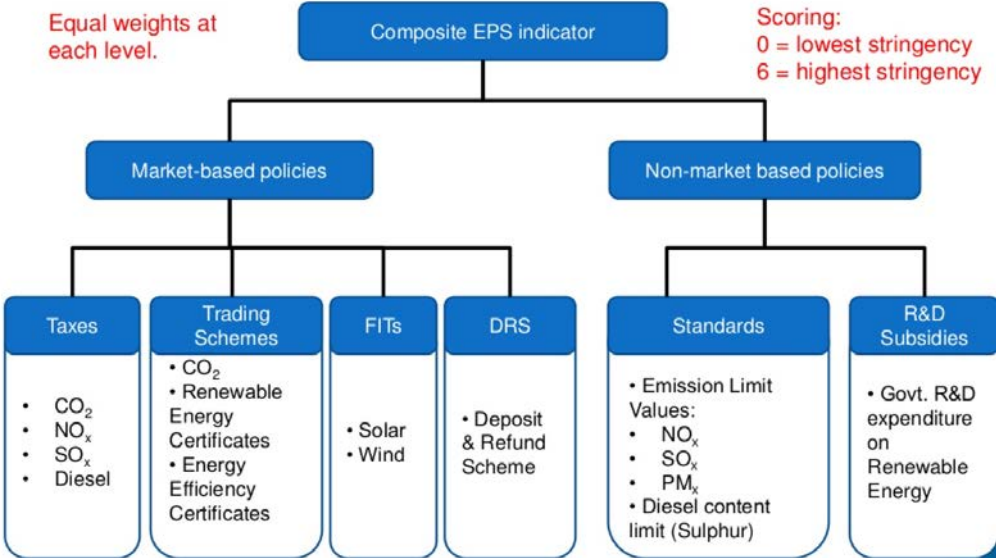 Equal weights at
each level.
Composite EPS indicator
Scoring:
0 = lowest stringency
6 = highest stringency
Market-based policies
Non-market based policies
Taxes
• CO₂
• NOₓ
• SOₓ
• Diesel
Trading
Schemes
• CO₂
• Renewable
Energy
Certificates
• Energy
Efficiency
Certificates
FITs
• Solar
• Wind
DRS
• Deposit
& Refund
Scheme
Standards
• Emission Limit
Values:
• NOₓ
• SOₓ
• PMₓ
• Diesel content
limit (Sulphur)
R&D
Subsidies
• Govt. R&D
expenditure
on
Renewable
Energy